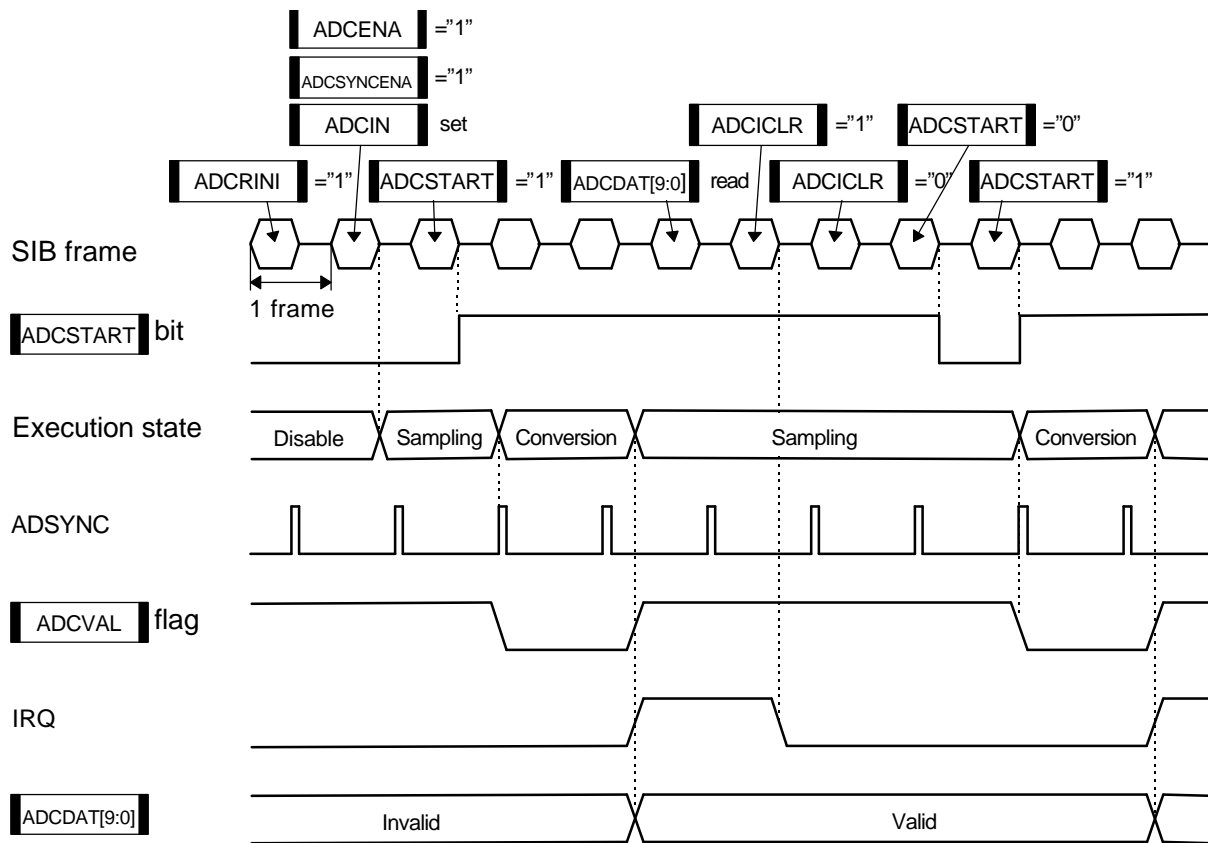 ADCENA =”1”
ADCSYNCENA =”1”
ADCIN set
ADCICLR =”1”
ADCSTART =”0”
ADCRINI =”1”
ADCSTART =”1”
ADCDAT[9:0] read
ADCICLR =”0”
ADCSTART =”1”
SIB frame
1 frame
ADCSTART bit
Execution state
Disable
Sampling
Conversion
Sampling
Conversion
ADSYNC
ADCVAL flag
IRQ
ADCDAT[9:0]
Invalid
Valid